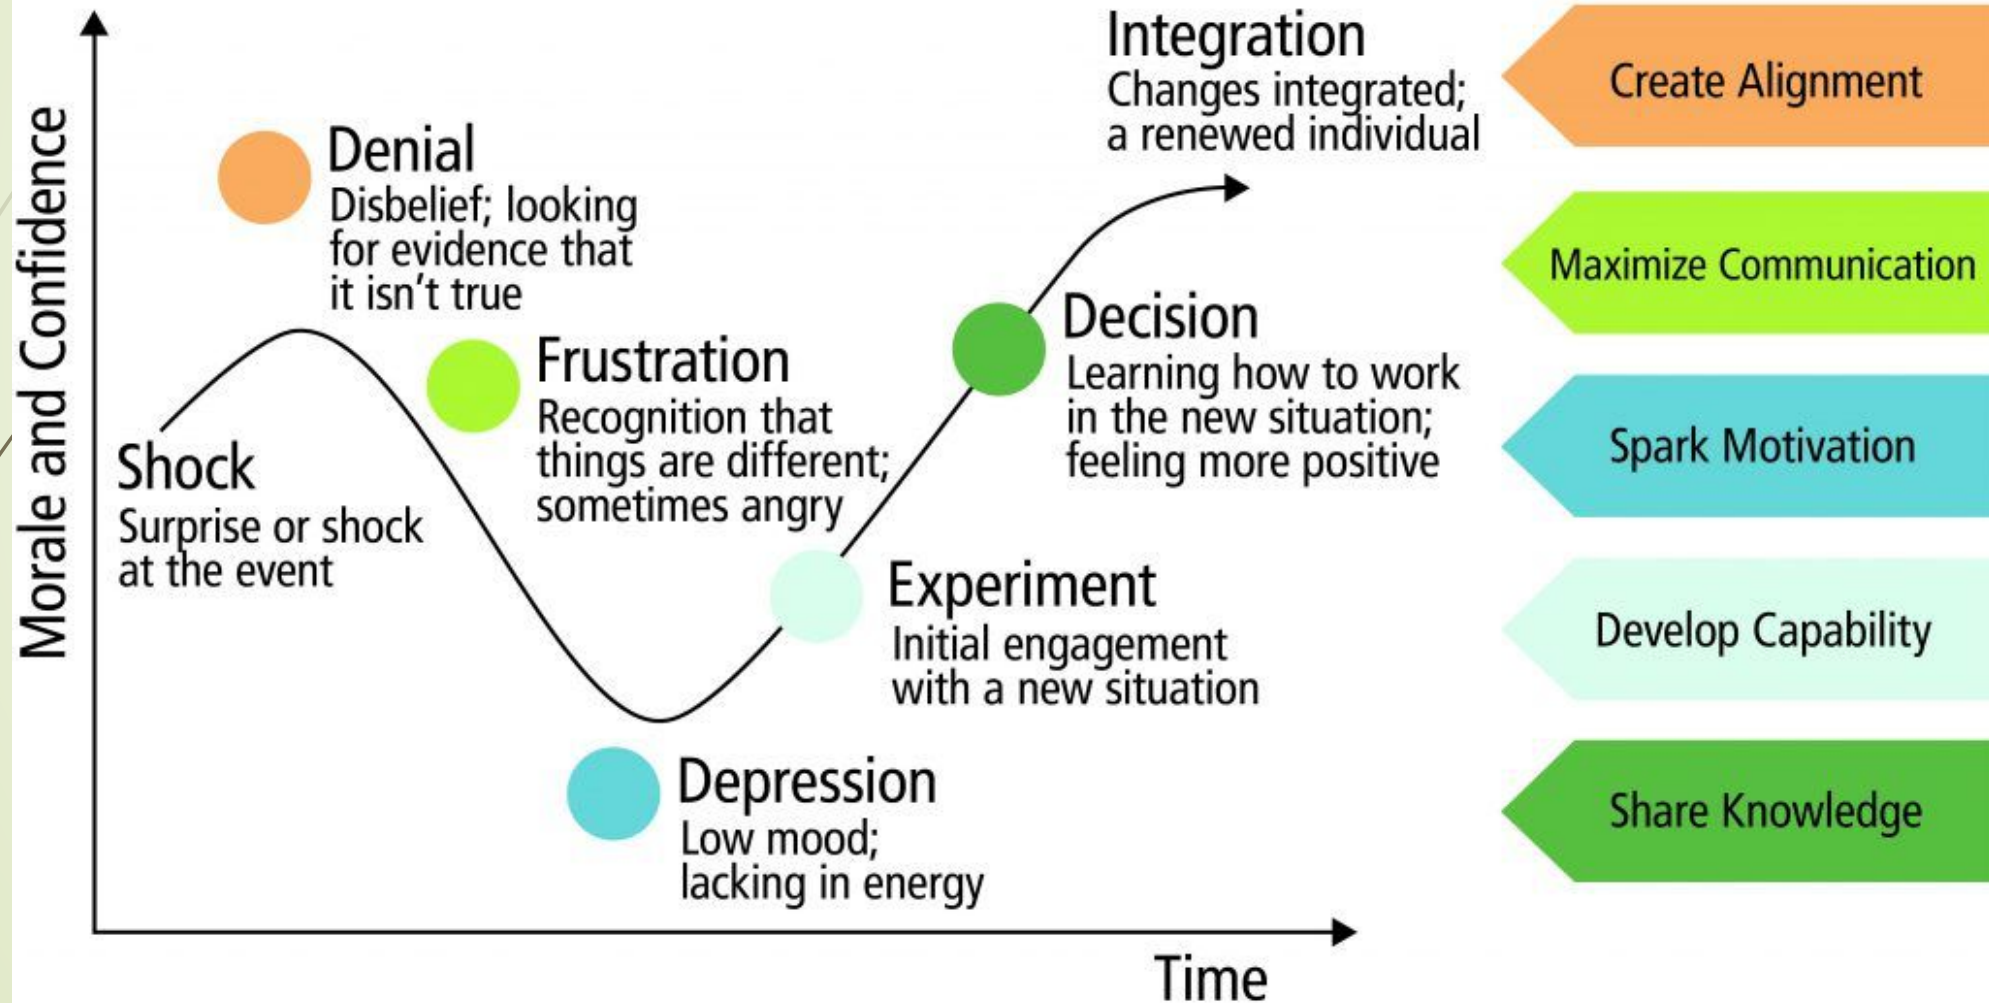 Morale and Confidence
Denial
Disbelief; looking
for evidence that
it isn't true
Shock
Surprise or shock
at the event
Frustration
Recognition that
things are different;
sometimes angry
Depression
Low mood;
lacking in energy
Experiment
Initial engagement
with a new situation
Decision
Learning how to work
in the new situation;
feeling more positive
Integration
Changes integrated;
a renewed individual
Time
Create Alignment
Maximize Communication
Spark Motivation
Develop Capability
Share Knowledge